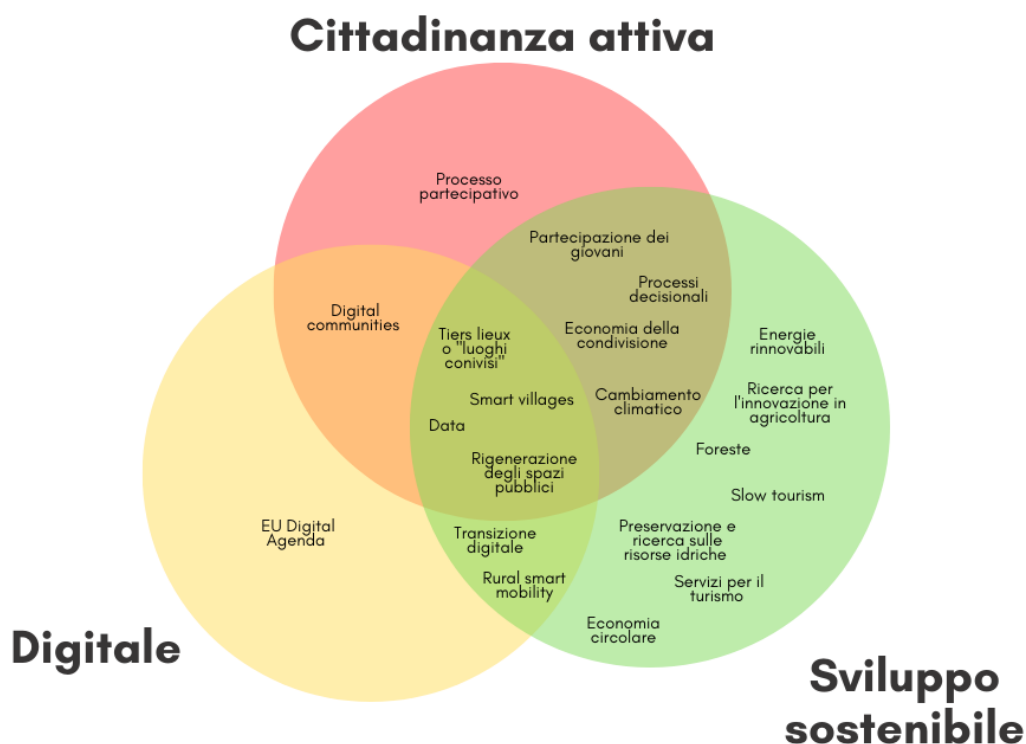 Cittadinanza attiva
Processo
partecipativo
Partecipazione dei
giovani
Processi
decisionali
Digital
communities
Tiers lieux
o "luoghi
conivisi"
Economia della
condivisione
Energie
rinnovabili
Smart villages
Cambiamento
climatico
Ricerca per
l'innovazione in
agricoltura
Data
Foreste
Rigenerazione
degli spazi
pubblici
Slow tourism
EU Digital
Agenda
Transizione
digitale
Preservazione e
ricerca sulle
risorse idriche
Rural smart
mobility
Servizi per il
turismo
Economia
circolare
Digitale
Sviluppo
sostenibile